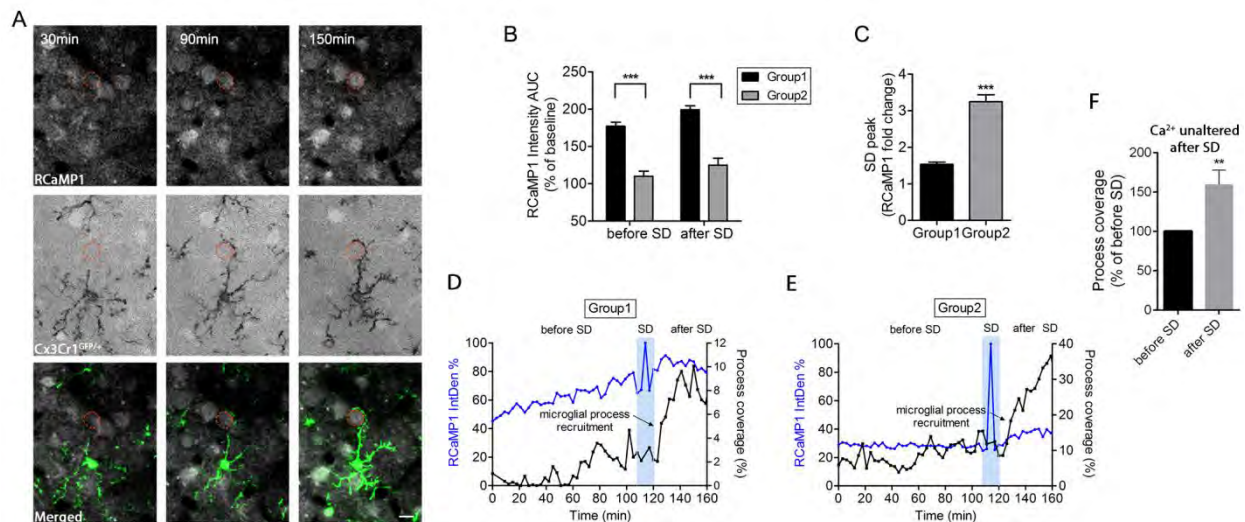 A
30min
90min
150min
RCaMP1
Cx3Cr1GFP/+
Merged
B
RCaMP1 Intensity AUC
(% of baseline)
250
200
150
100
50
***
***
before SD
after SD
Group1
Group2
C
SD peak
(RCaMP1 fold change)
4
3
2
1
0
***
Group1
Group2
F
Ca²⁺ unaltered
after SD
Process coverage
(% of before SD)
200
150
100
50
0
**
before SD
after SD
D
Group1
before SD
SD
after SD
RCaMP1 IntDen %
100
80
60
40
20
0
microglial process
recruitment
12
10
8
6
4
2
0
Process coverage
(%)
0
20
40
60
80
100
120
140
160
Time (min)
E
Group2
before SD
SD
after SD
RCaMP1 IntDen %
100
80
60
40
20
0
microglial process
recruitment
40
30
20
10
0
Process coverage
(%)
0
20
40
60
80
100
120
140
160
Time (min)